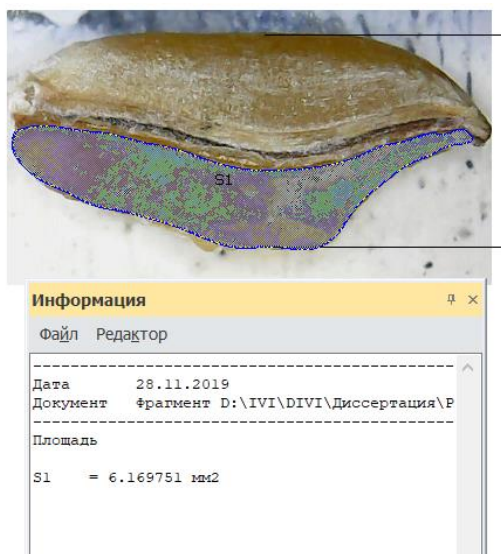 S1
Информация
Файл Редактор
Дата 28.11.2019
Документ Фрагмент D:\IVI\DIVI\Диссертация\Р
Площадь
S1 = 6.169751 мм2